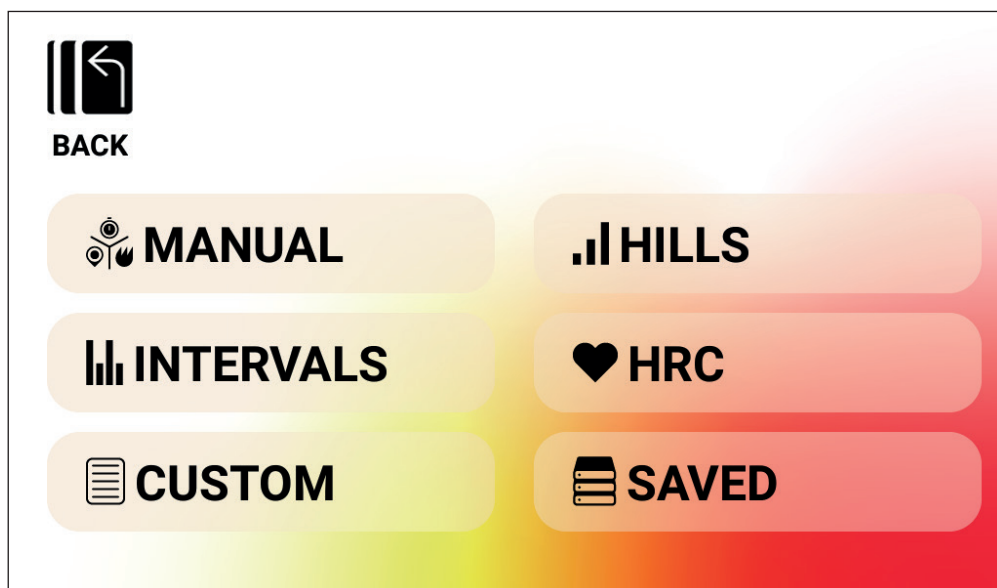 BACK
MANUAL
HILLS
INTERVALS
HRC
CUSTOM
SAVED